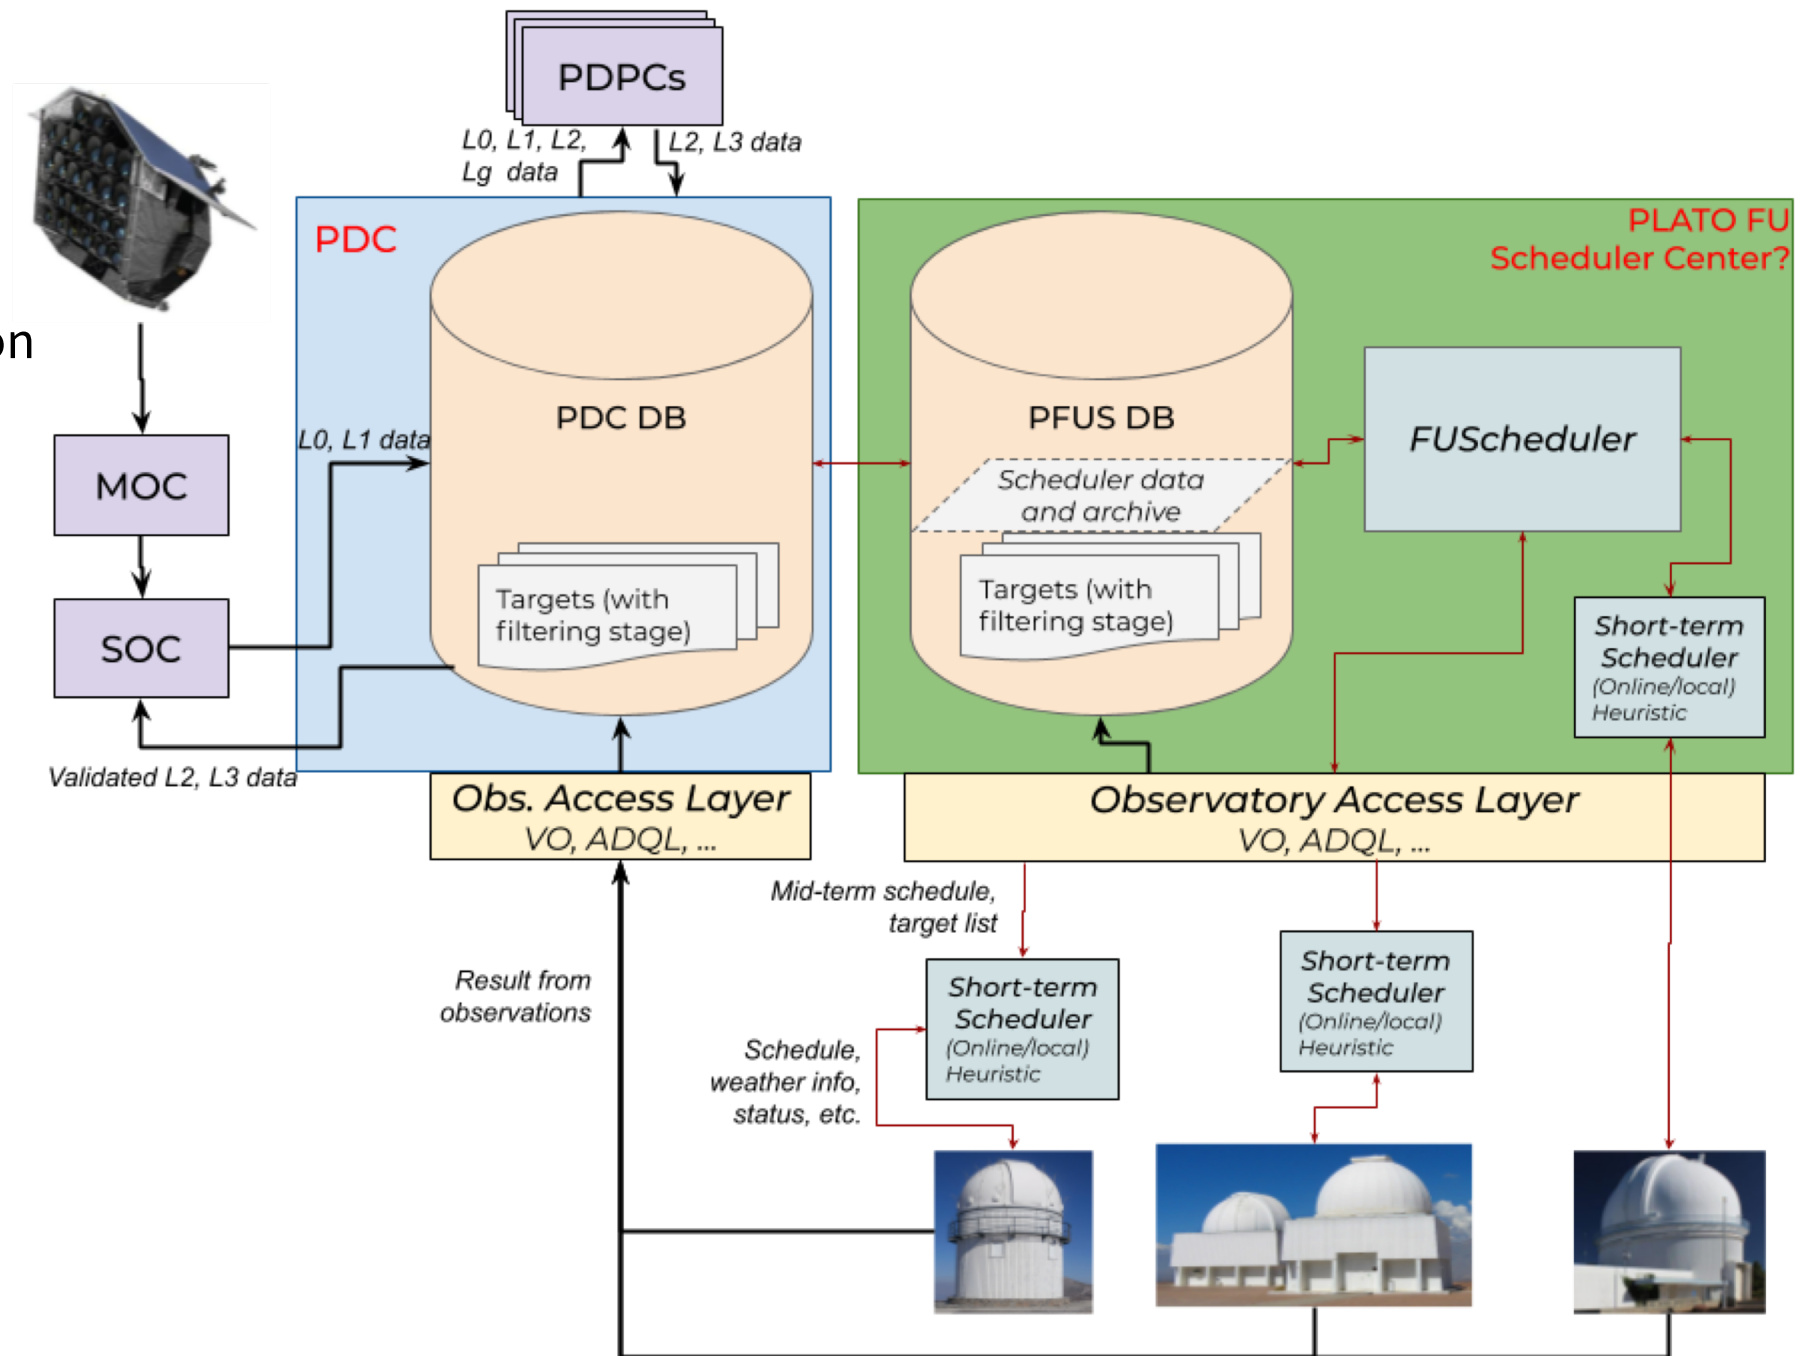 PDPCs
L0, L1, L2,
Lg data
L2, L3 data
PDC
PLATO FU
Scheduler Center?
on
PDC DB
PFUS DB
FUScheduler
L0, L1 data
MOC
Scheduler data
and archive
Targets (with
filtering stage)
Targets (with
filtering stage)
SOC
Short-term
Scheduler
(Online/local)
Heuristic
Validated L2, L3 data
Obs. Access Layer
VO, ADQL, ...
Observatory Access Layer
VO, ADQL, ...
Mid-term schedule,
target list
Result from
observations
Short-term
Scheduler
(Online/local)
Heuristic
Short-term
Scheduler
(Online/local)
Heuristic
Schedule,
weather info,
status, etc.